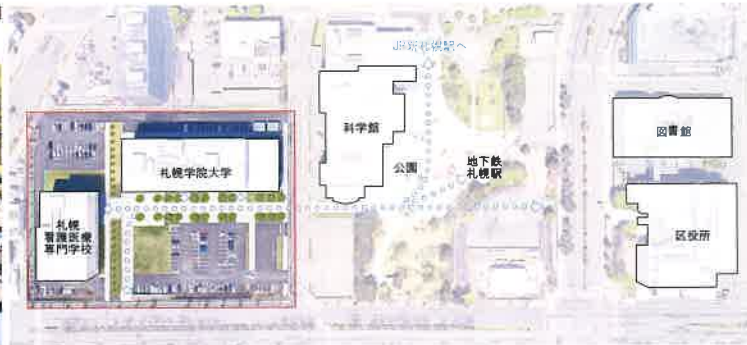 JR新札幌駅へ
科学館
図書館
公園
地下鉄
札幌駅
札幌学院大学
札幌
看護医療
専門学校
区役所